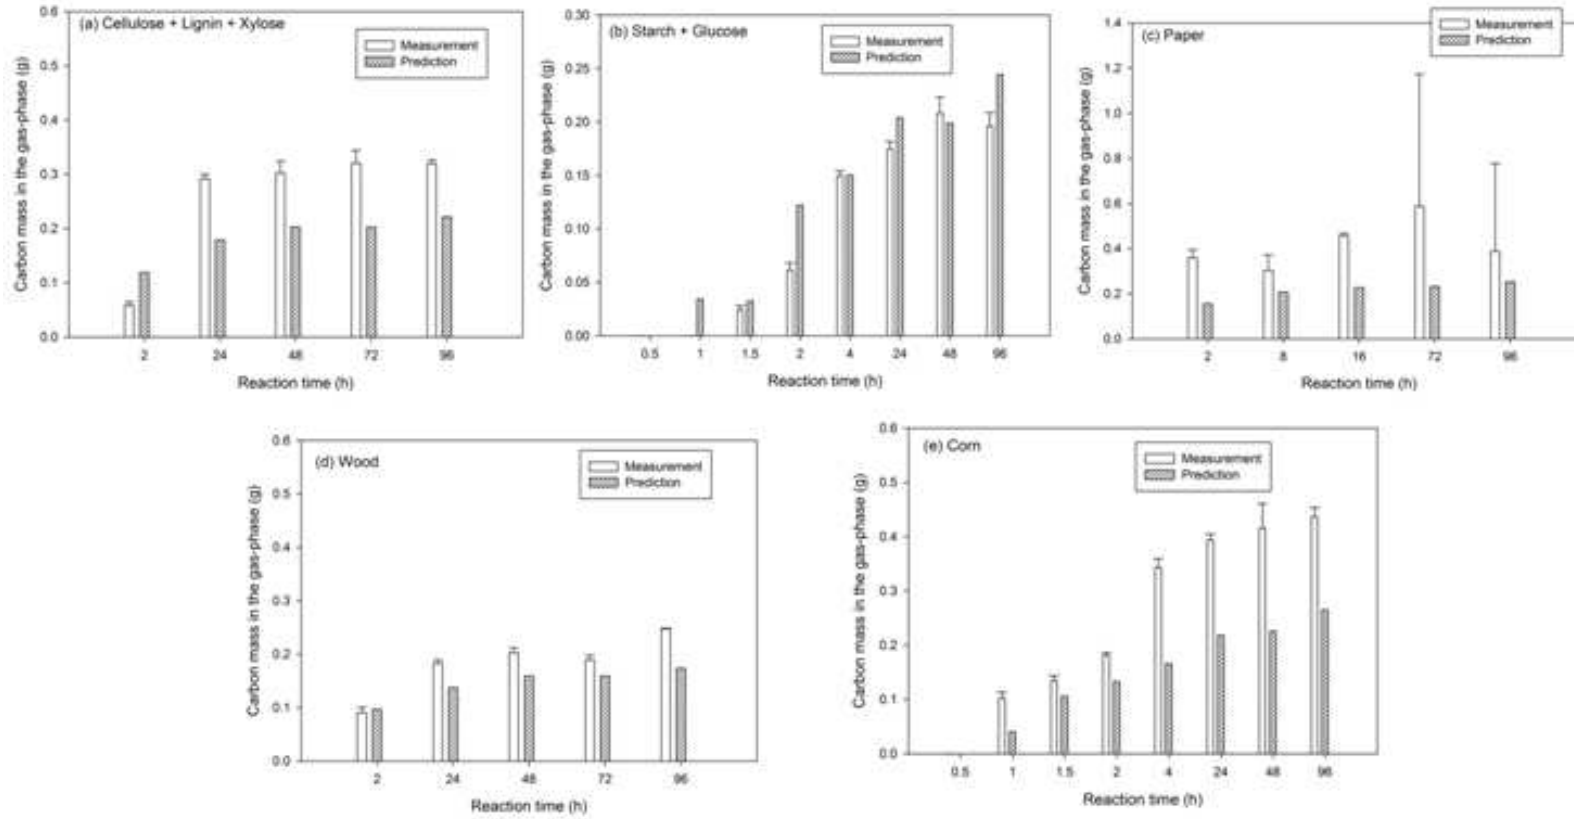 (a) Cellulose + Lignin + Xylose
Measurement
Prediction
Carbon mass in the gas-phase (g)
0.6
0.5
0.4
0.3
0.2
0.1
0.0
2 24 48 72 96
Reaction time (h)
(b) Starch + Glucose
Measurement
Prediction
Carbon mass in the gas-phase (g)
0.30
0.25
0.20
0.15
0.10
0.05
0.00
0.5 1 1.5 2 4 24 48 96
Reaction time (h)
(c) Paper
Measurement
Prediction
Carbon mass in the gas-phase (g)
1.4
1.2
1.0
0.8
0.6
0.4
0.2
0.0
2 8 16 72 96
Reaction time (h)
(d) Wood
Measurement
Prediction
Carbon mass in the gas-phase (g)
0.6
0.5
0.4
0.3
0.2
0.1
0.0
2 24 48 72 96
Reaction time (h)
(e) Corn
Measurement
Prediction
Carbon mass in the gas-phase (g)
0.6
0.5
0.4
0.3
0.2
0.1
0.0
0.5 1 1.5 2 4 24 48 96
Reaction time (h)